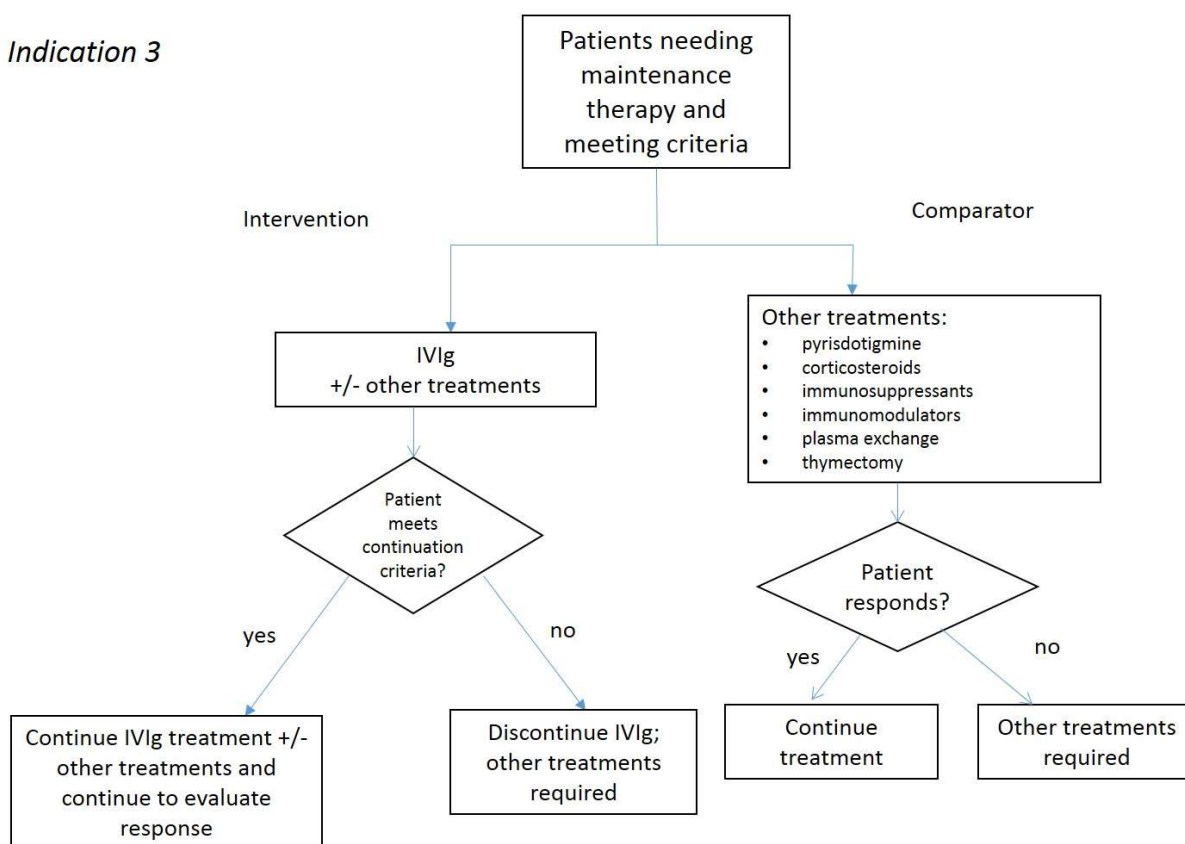 Indication 3
Patients needing
maintenance
therapy and
meeting criteria
Intervention
Comparator
IVIg
+/- other treatments
Other treatments:
• pyrisdotigmine
• corticosteroids
• immunosuppressants
• immunomodulators
• plasma exchange
• thymectomy
Patient
meets
continuation
criteria?
Patient
responds?
yes
no
yes
no
Continue IVIg treatment +/-
other treatments and
continue to evaluate
response
Discontinue IVIg;
other treatments
required
Continue
treatment
Other treatments
required